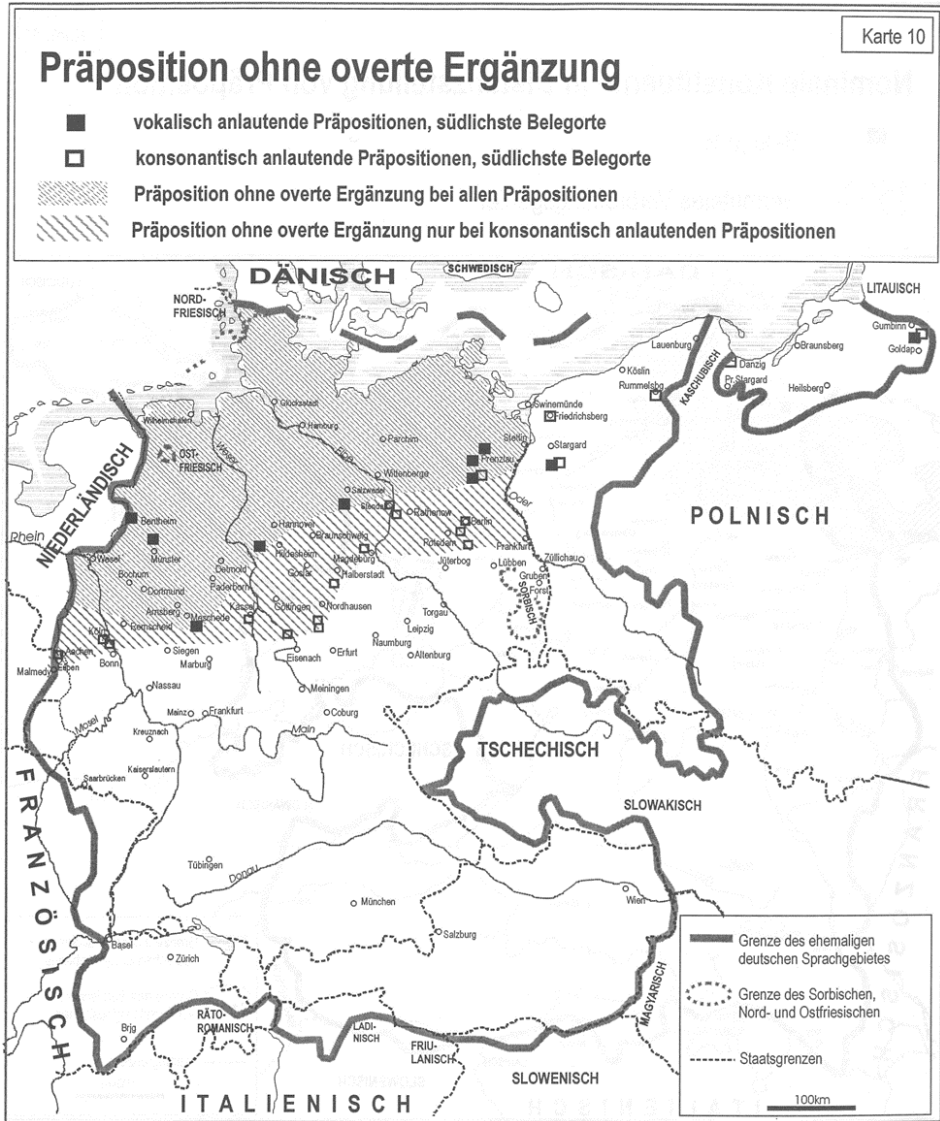 Karte 10
Präposition ohne overte Ergänzung
vokalisch anlautende Präpositionen, südlichste Belegorte
konsonantisch anlautende Präpositionen, südlichste Belegorte
Präposition ohne overte Ergänzung bei allen Präpositionen
Präposition ohne overte Ergänzung nur bei konsonantisch anlautenden Präpositionen
DÄNISCH
SCHWEDISCH
NORD-
FRIESISCH
LITAUISCH
Gumbinn
Goldap
Lauenburg
Braunsberg
Danzig
KASCHUBISCH
Köslin
Rummelsbg.
Pr.Stargard
Heilsberg
Glückstadt
Swinemünde
Friedrichsberg
Wilhelmshafen
Hamburg
Parchim
Stettin
Stargard
OST-
FRIESISCH
Weser
Elbe
Prenzlau
Wittenberge
Salzwedel
NIEDERLÄNDISCH
Stendal
Rathenow
Oder
Bentheim
Hannover
Berlin
POLNISCH
Rhein
Braunschweig
Potsdam
Frankfurt
Wesel
Münster
Hildesheim
Magdeburg
Züllichau
Detmold
Goslar
Halberstadt
Jüterbog
Lübben
Bochum
Paderborn
Gruben
Dortmund
Forst
SORBISCH
Arnsberg
Meschede
Kassel
Göttingen
Nordhausen
Torgau
Remscheid
Köln
Leipzig
Naumburg
Aachen
Siegen
Eisenach
Erfurt
Altenburg
Bonn
Marburg
Malmedy
Eupen
Nassau
Meiningen
Mainz
Frankfurt
Coburg
Mosel
Main
Kreuznach
TSCHECHISCH
Saarbrücken
Kaiserslautern
FRANZÖSISCH
SLOWAKISCH
Tübingen
Donau
München
Wien
Salzburg
Basel
Zürich
MAGYARISCH
RÄTO-
ROMANISCH
LADI-
NISCH
Brjg
FRIU-
LANISCH
SLOWENISCH
ITALIENISCH
Grenze des ehemaligen
deutschen Sprachgebietes
Grenze des Sorbischen,
Nord- und Ostfriesischen
Staatsgrenzen
100km